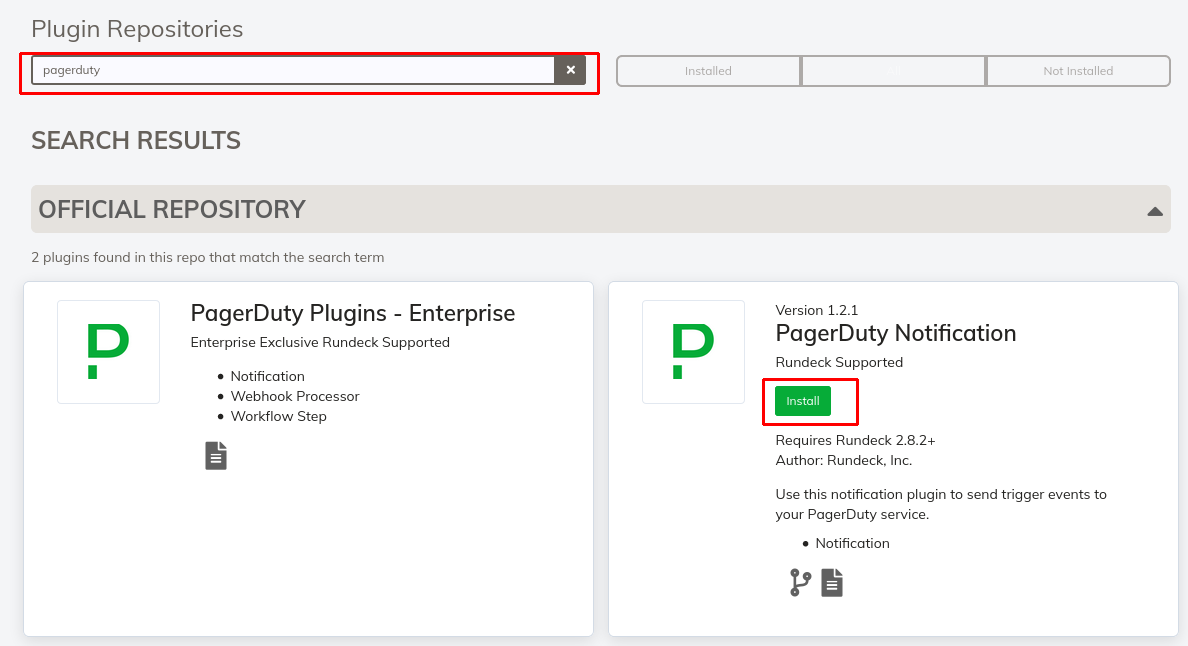 Plugin Repositories
pagerduty
Installed
Not Installed
SEARCH RESULTS
OFFICIAL REPOSITORY
2 plugins found in this repo that match the search term
PagerDuty Plugins - Enterprise
Enterprise Exclusive Rundeck Supported
• Notification
• Webhook Processor
• Workflow Step
Version 1.2.1
PagerDuty Notification
Rundeck Supported
Install
Requires Rundeck 2.8.2+
Author: Rundeck, Inc.
Use this notification plugin to send trigger events to
your PagerDuty service.
• Notification